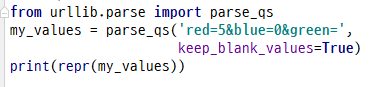 from urllib.parse import parse_qs
my_values = parse_qs('red=5&blue=0&green=',
                     keep_blank_values=True)
print(repr(my_values))